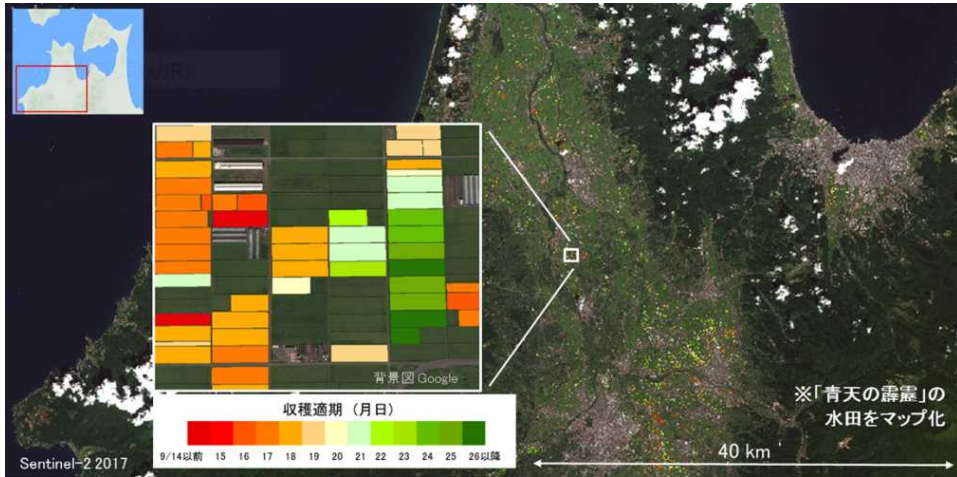 背景図 Google
収穫適期 (月日)
9/14以前 15 16 17 18 19 20 21 22 23 24 25 26以降
Sentinel-2 2017
※「青天の霹靂」の
水田をマップ化
40 km